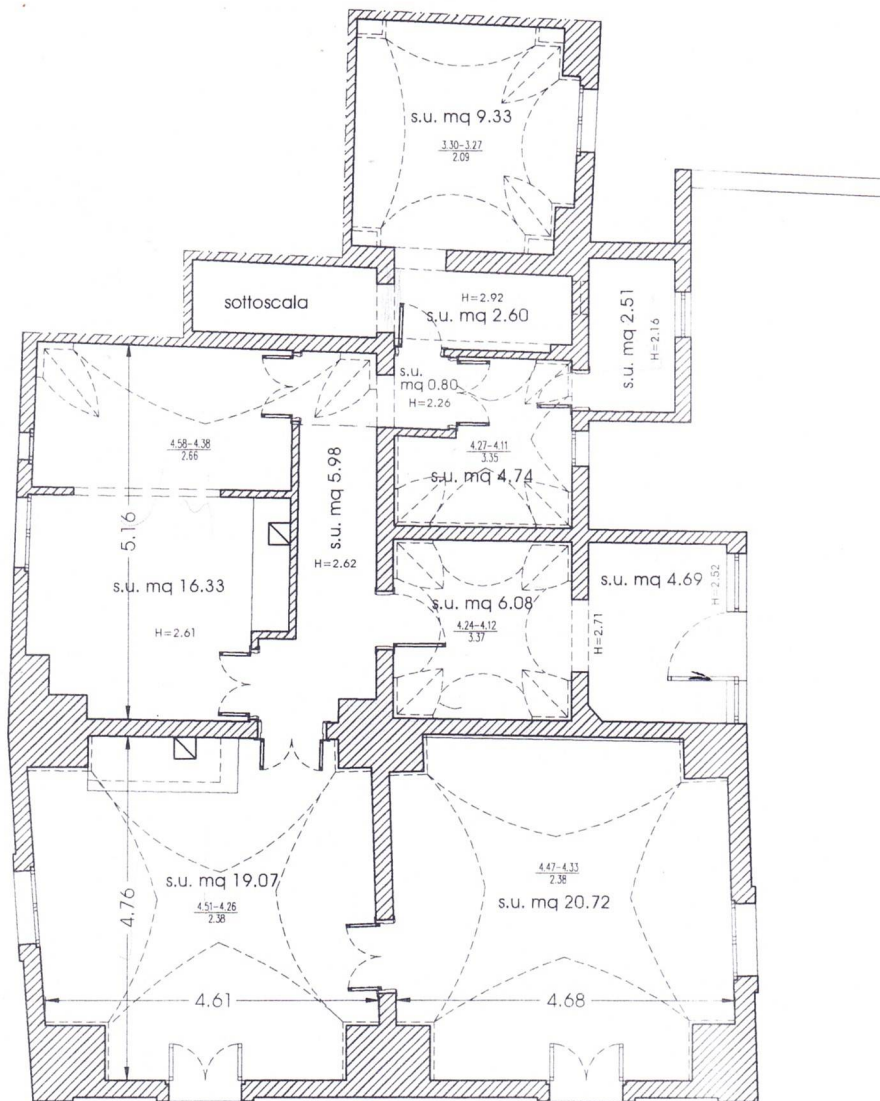 s.u. mq 9.33
3.30-3.27
2.09
sottoscala
H=2.92
s.u. mq 2.60
s.u. mq 2.51
H=2.16
s.u.
mq 0.80
H=2.26
4.58-4.38
2.66
4.27-4.11
3.35
s.u. mq 4.74
s.u. mq 5.98
H=2.62
5.16
s.u. mq 16.33
H=2.61
s.u. mq 6.08
4.24-4.12
3.37
H=2.71
s.u. mq 4.69
H=2.52
4.76
s.u. mq 19.07
4.51-4.26
2.38
4.61
4.47-4.33
2.38
s.u. mq 20.72
4.68